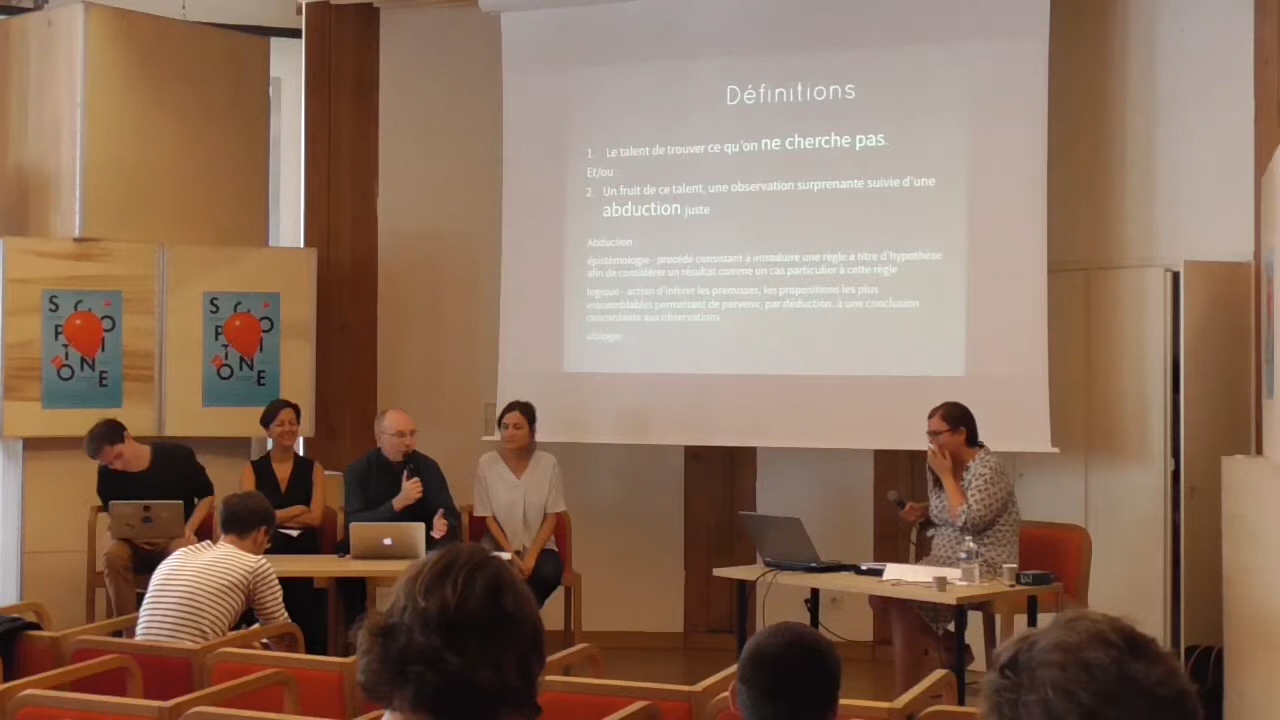 Définitions
1. Le talent de trouver ce qu'on ne cherche pas.
Et/ou
2. Un fruit de ce talent, une observation surprenante suivie d'une
abduction juste
Abduction
épistémologie - procédé consistant à introduire une règle à titre d'hypothèse
afin de considérer un résultat comme un cas particulier à cette règle
logique - action d'inférer les prémisses, les propositions les plus
vraisemblables permettant de parvenir, par déduction, à une conclusion
concordante aux observations
ufologie